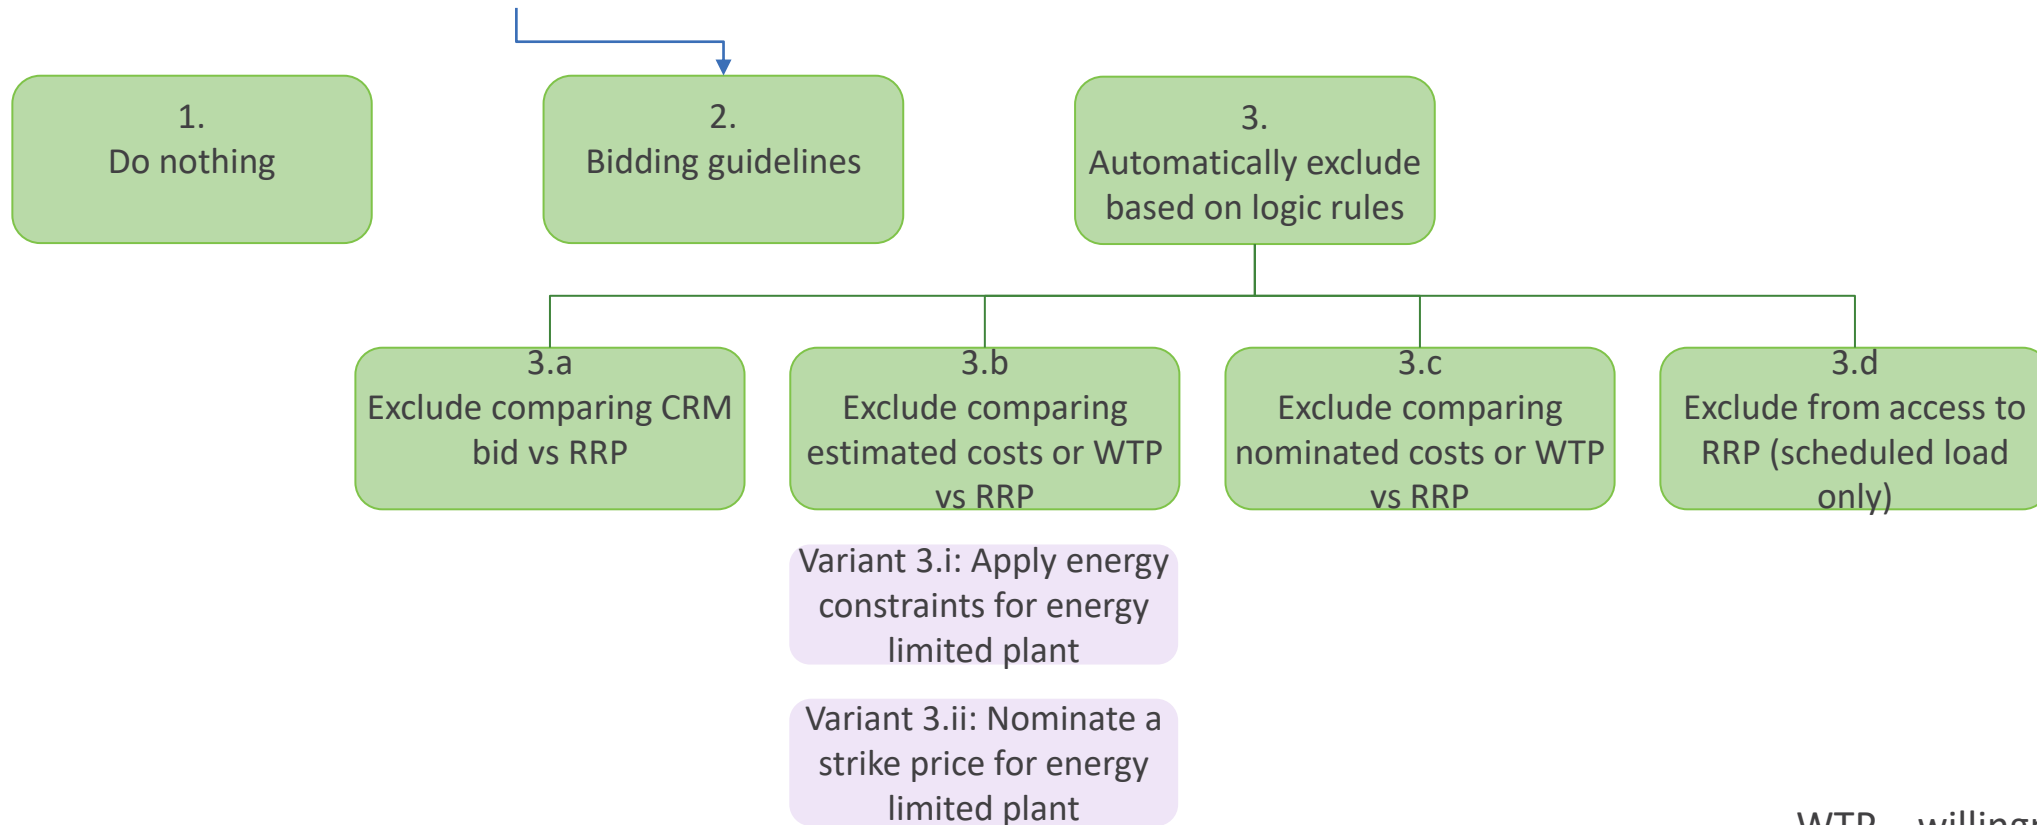 1.
Do nothing
2.
Bidding guidelines
3.
Automatically exclude
based on logic rules
3.a
Exclude comparing CRM
bid vs RRP
3.b
Exclude comparing
estimated costs or WTP
vs RRP
3.c
Exclude comparing
nominated costs or WTP
vs RRP
3.d
Exclude from access to
RRP (scheduled load
only)
Variant 3.i: Apply energy
constraints for energy
limited plant
Variant 3.ii: Nominate a
strike price for energy
limited plant
WTP